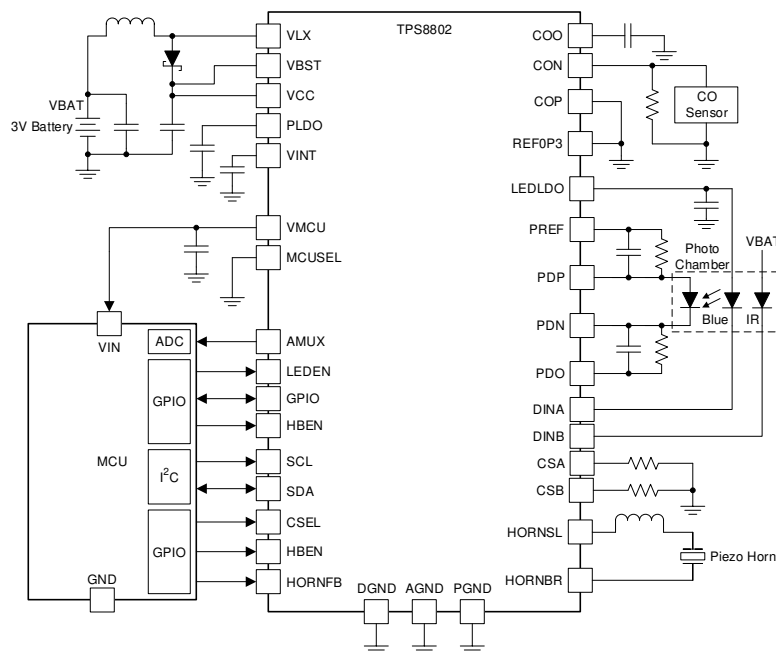 TPS8802
VLX
VBST
VCC
PLDO
VINT
VMCU
MCUSEL
AMUX
LEDEN
GPIO
HBEN
SCL
SDA
CSEL
HBEN
HORNFB
DGND
AGND
PGND
COO
CON
COP
REF0P3
LEDLDO
PREF
PDP
PDN
PDO
DINA
DINB
CSA
CSB
HORNSL
HORNBR
VBAT
3V Battery
VIN
ADC
GPIO
MCU
I2C
GPIO
GND
CO
Sensor
VBAT
Photo
Chamber
Blue
IR
Piezo Horn